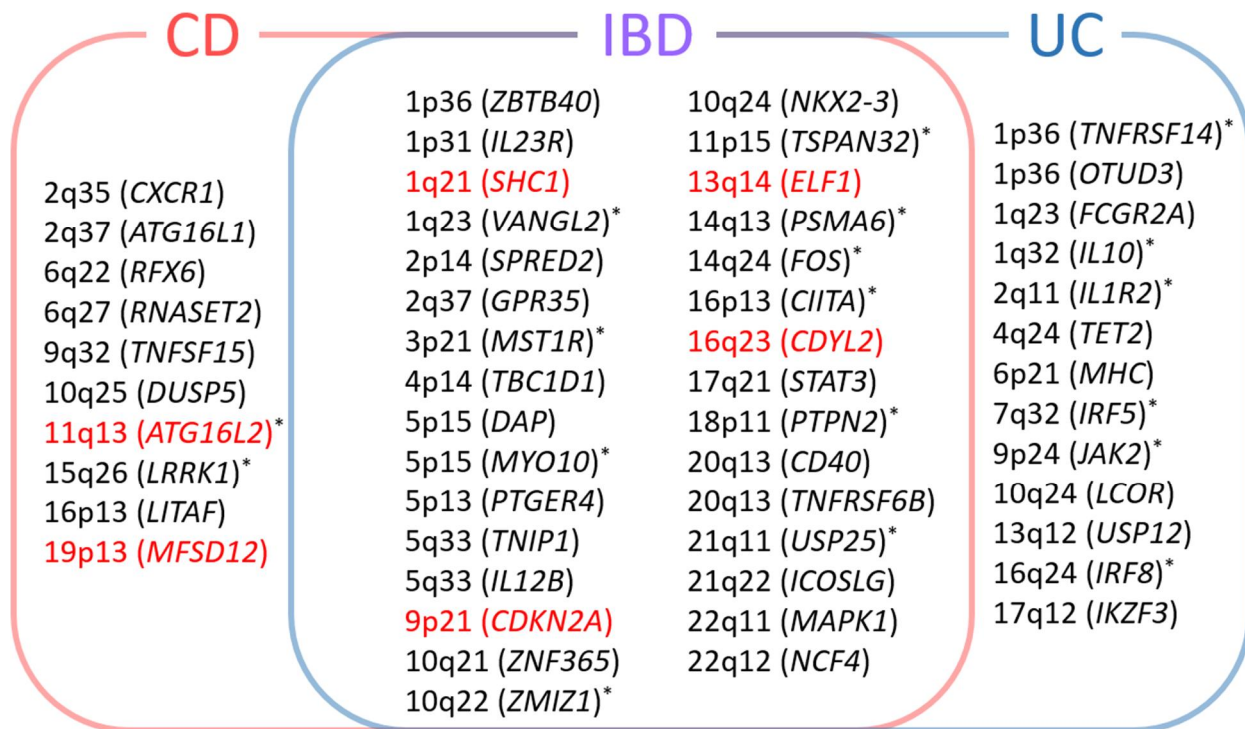 CD
IBD
UC
2q35 (CXCR1)
2q37 (ATG16L1)
6q22 (RFX6)
6q27 (RNASET2)
9q32 (TNFSF15)
10q25 (DUSP5)
11q13 (ATG16L2)*
15q26 (LRRK1)*
16p13 (LITAF)
19p13 (MFSD12)
1p36 (ZBTB40)
1p31 (IL23R)
1q21 (SHC1)
1q23 (VANGL2)*
2p14 (SPRED2)
2q37 (GPR35)
3p21 (MST1R)*
4p14 (TBC1D1)
5p15 (DAP)
5p15 (MYO10)*
5p13 (PTGER4)
5q33 (TNIP1)
5q33 (IL12B)
9p21 (CDKN2A)
10q21 (ZNF365)
10q22 (ZMIZ1)*
10q24 (NKX2-3)
11p15 (TSPAN32)*
13q14 (ELF1)
14q13 (PSMA6)*
14q24 (FOS)*
16p13 (CIITA)*
16q23 (CDYL2)
17q21 (STAT3)
18p11 (PTPN2)*
20q13 (CD40)
20q13 (TNFRSF6B)
21q11 (USP25)*
21q22 (ICOSLG)
22q11 (MAPK1)
22q12 (NCF4)
1p36 (TNFRSF14)*
1p36 (OTUD3)
1q23 (FCGR2A)
1q32 (IL10)*
2q11 (IL1R2)*
4q24 (TET2)
6p21 (MHC)
7q32 (IRF5)*
9p24 (JAK2)*
10q24 (LCOR)
13q12 (USP12)
16q24 (IRF8)*
17q12 (IKZF3)